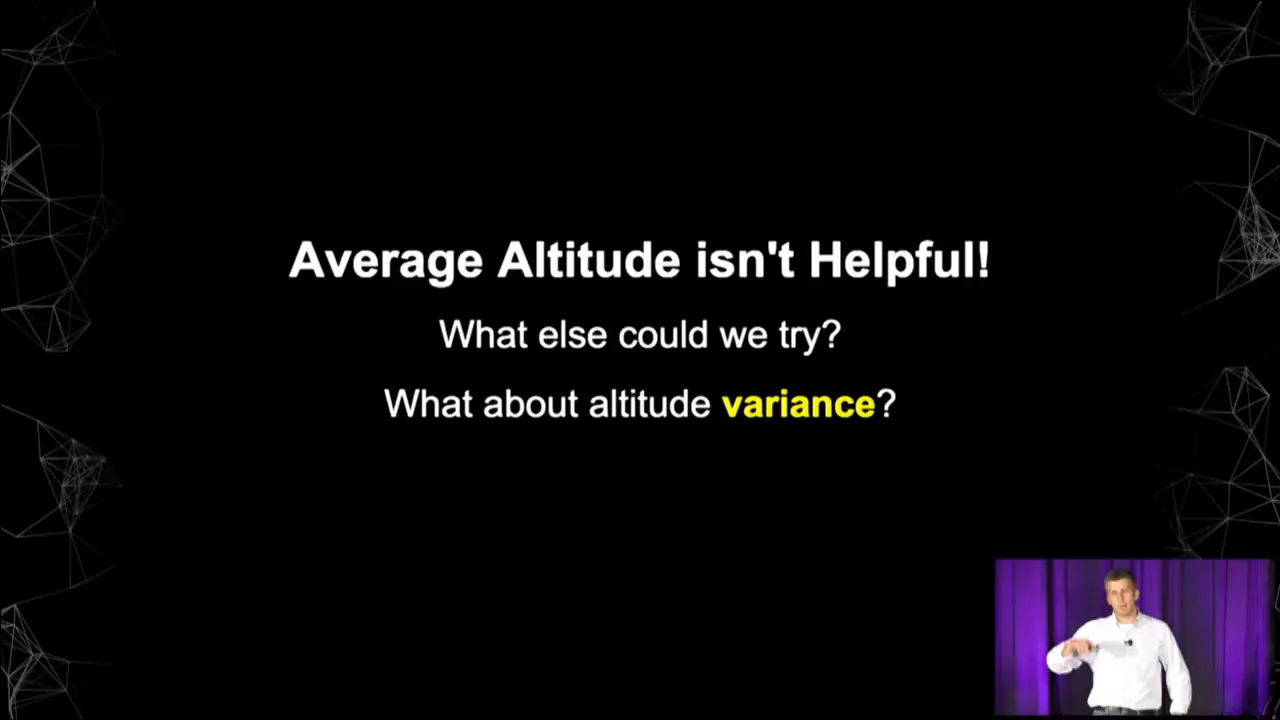 Average Altitude isn't Helpful!
What else could we try?
What about altitude variance?